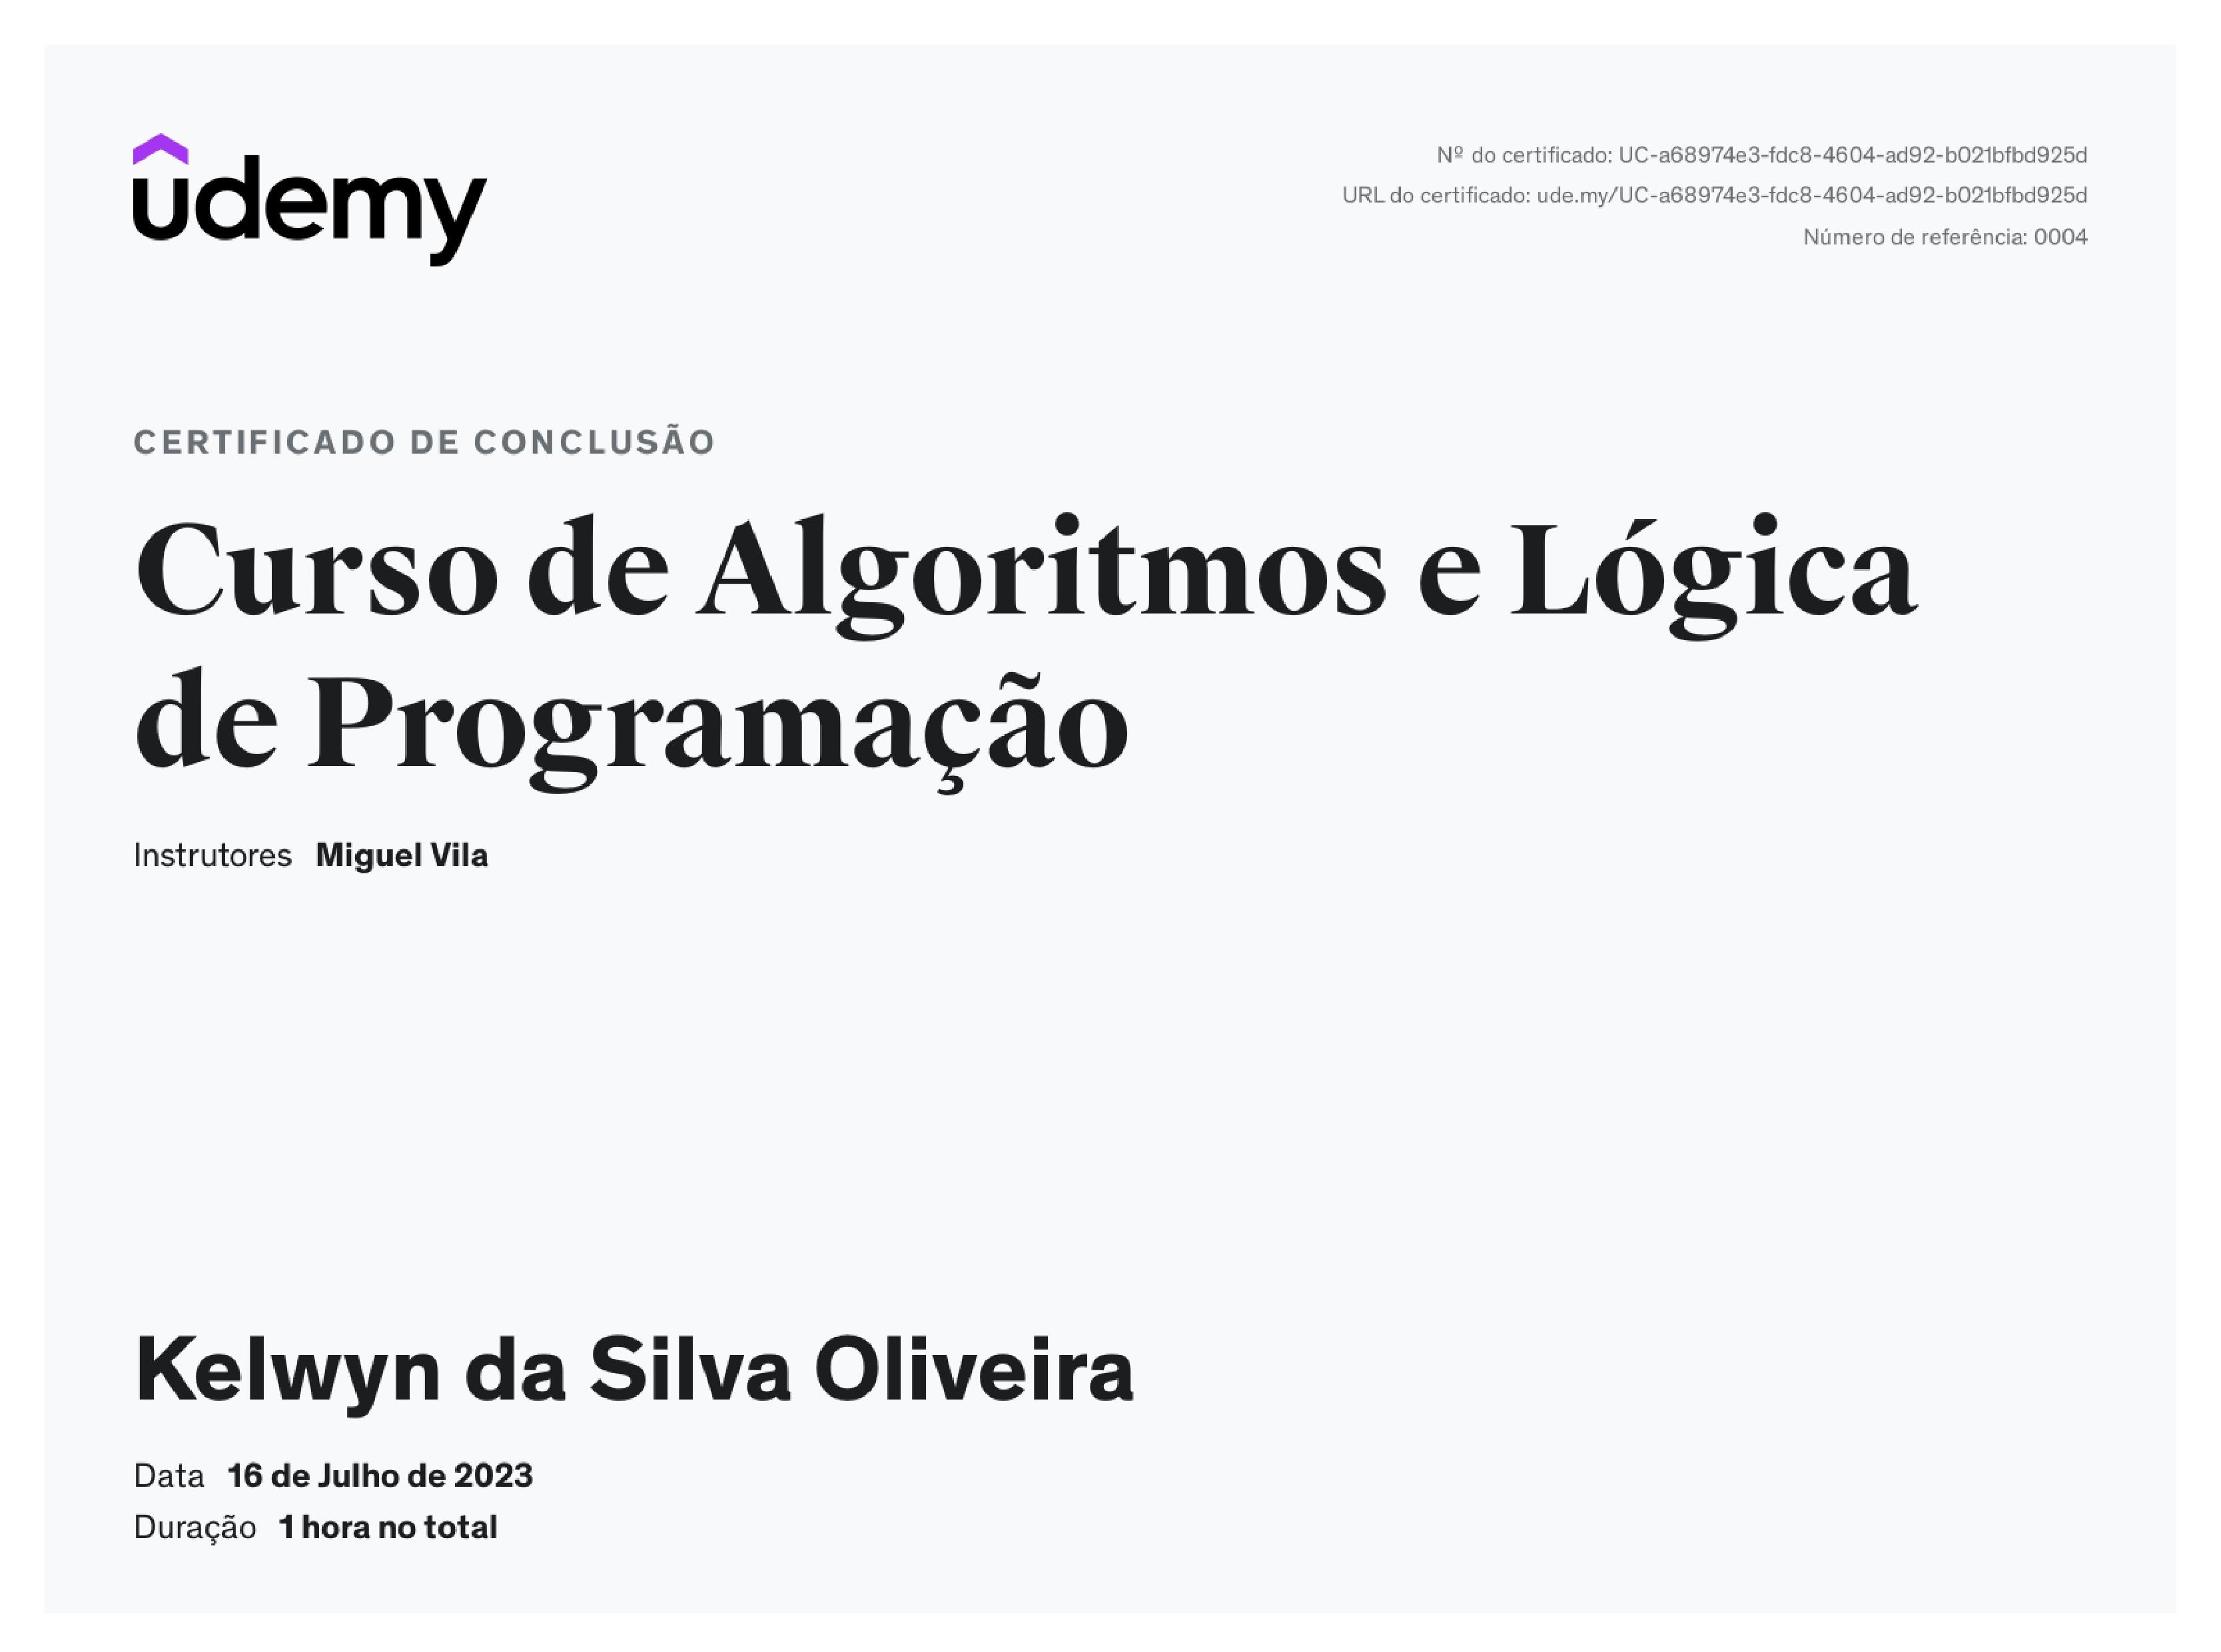 udemy
Nº do certificado: UC-a68974e3-fdc8-4604-ad92-b021bfbd925d
URL do certificado: ude.my/UC-a68974e3-fdc8-4604-ad92-b021bfbd925d
Número de referência: 0004
CERTIFICADO DE CONCLUSÃO
Curso de Algoritmos e Lógica
de Programação
Instrutores Miguel Vila
Kelwyn da Silva Oliveira
Data 16 de Julho de 2023
Duração 1 hora no total